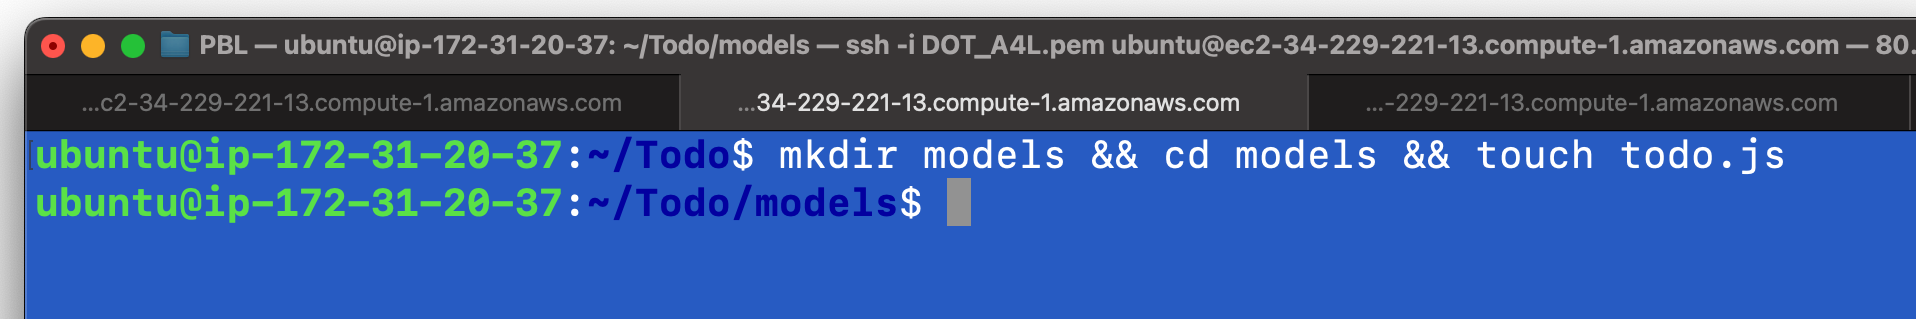 PBL — ubuntu@ip-172-31-20-37: ~/Todo/models — ssh -i DOT_A4L.pem ubuntu@ec2-34-229-221-13.compute-1.amazonaws.com — 80.
...c2-34-229-221-13.compute-1.amazonaws.com
...34-229-221-13.compute-1.amazonaws.com
...-229-221-13.compute-1.amazonaws.com
ubuntu@ip-172-31-20-37:~/Todo$ mkdir models && cd models && touch todo.js
ubuntu@ip-172-31-20-37:~/Todo/models$